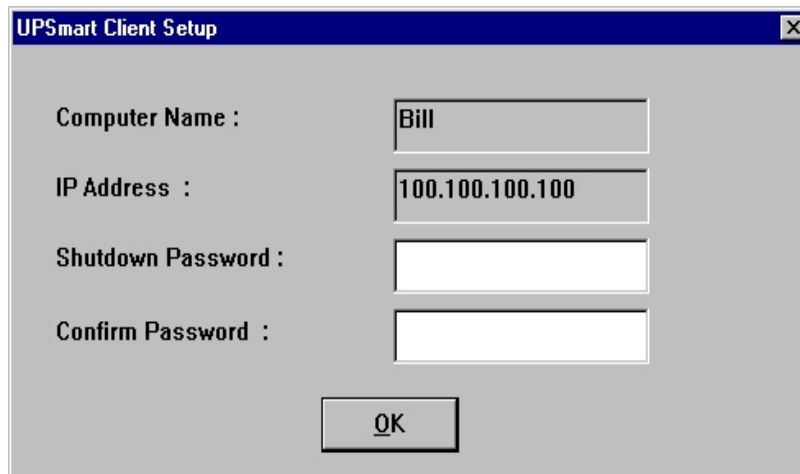 UPSmart Client Setup
Computer Name : Bill
IP Address : 100.100.100.100
Shutdown Password :
Confirm Password :
OK